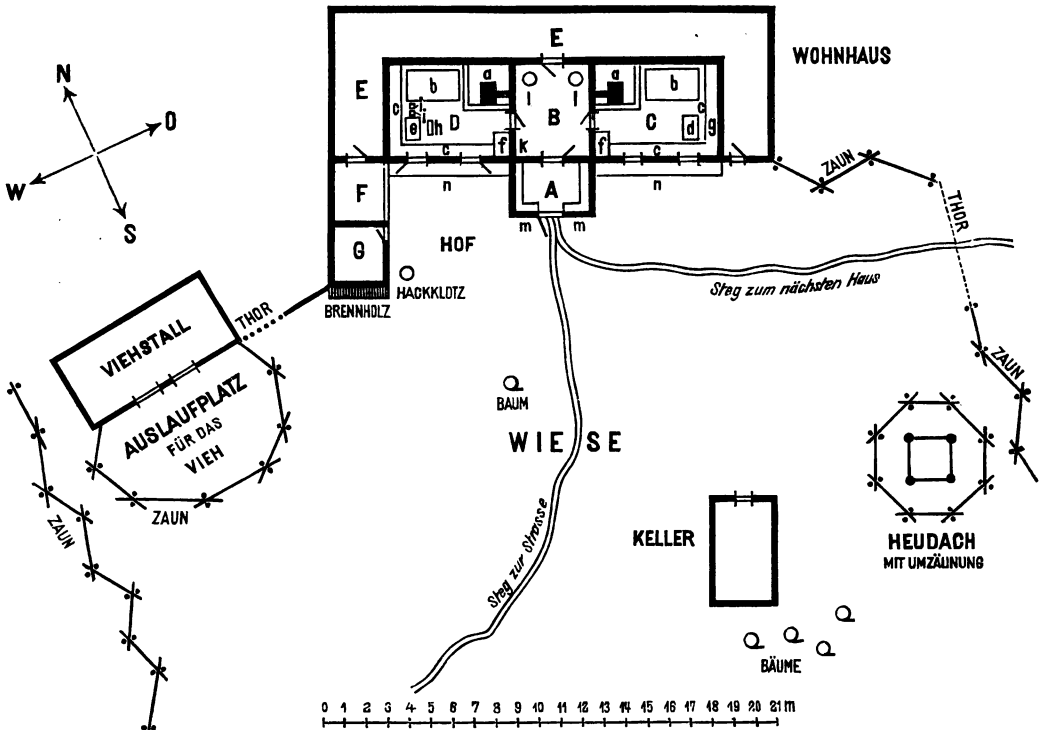 WOHNHAUS
N
O
W
S
E
E
a
b
c
g
i
e
h
D
c
f
l
l
B
k
a
b
c
C
d
g
f
c
n
n
A
m
m
F
G
HOF
HACKKLOTZ
BRENNHOLZ
ZAUN
THOR
Steg zum nächsten Haus
ZAUN
THOR
VIEHSTALL
AUSLAUFPLATZ
FÜR DAS
VIEH
ZAUN
ZAUN
BAUM
WIESE
Steg zur Strasse
KELLER
HEUDACH
MIT UMZÄUNUNG
BÄUME
0 1 2 3 4 5 6 7 8 9 10 11 12 13 14 15 16 17 18 19 20 21 m